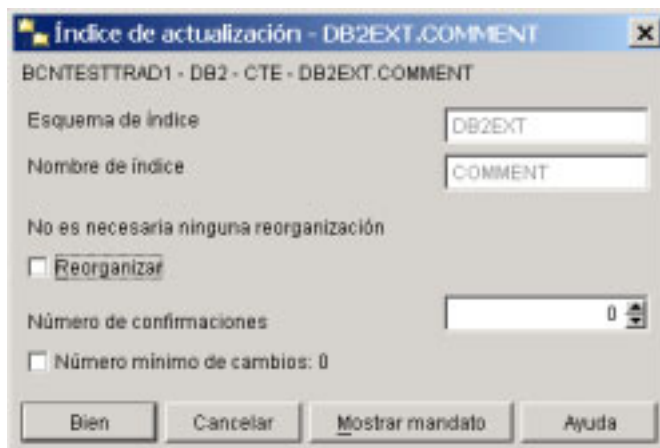 Índice de actualización - DB2EXT.COMMENT
BCNTESTTRAD1 - DB2 - CTE - DB2EXT.COMMENT
Esquema de índice DB2EXT
Nombre de índice COMMENT
No es necesaria ninguna reorganización
Reorganizar
Número de confirmaciones 0
Número mínimo de cambios: 0
Bien Cancelar Mostrar mandato Ayuda